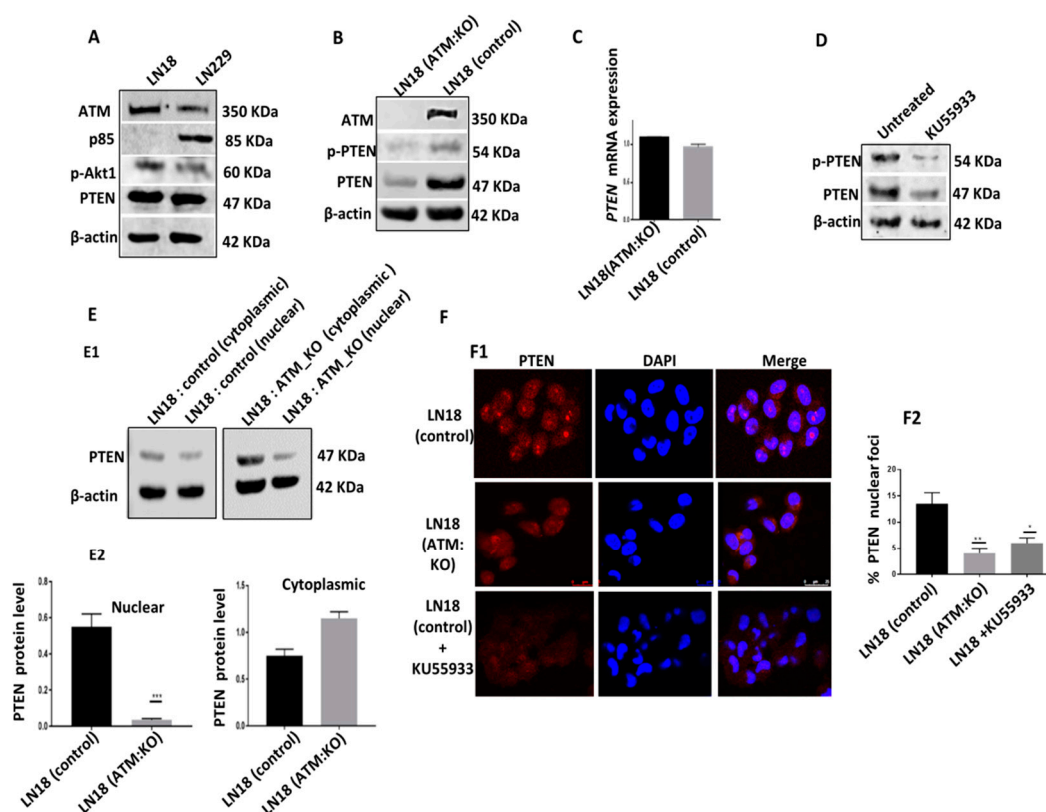 A
LN18
LN229
ATM
350 KDa
p85
85 KDa
p-Akt1
60 KDa
PTEN
47 KDa
β-actin
42 KDa
B
LN18 (ATM:KO)
LN18 (control)
ATM
350 KDa
p-PTEN
54 KDa
PTEN
47 KDa
β-actin
42 KDa
C
PTEN mRNA expression
1.0
0.6
0.0
LN18(ATM:KO)
LN18 (control)
D
Untreated
KU55933
p-PTEN
54 KDa
PTEN
47 KDa
β-actin
42 KDa
E
E1
LN18 : control (cytoplasmic)
LN18 : control (nuclear)
LN18 : ATM_KO (cytoplasmic )
LN18 : ATM_KO (nuclear)
PTEN
47 KDa
β-actin
42 KDa
E2
PTEN protein level
Nuclear
0.6
0.4
0.2
0.0
***
LN18 (control)
LN18 (ATM:KO)
PTEN protein level
Cytoplasmic
1.5
1.0
0.5
0.0
LN18 (control)
LN18 (ATM:KO)
F
F1
PTEN
DAPI
Merge
LN18
(control)
LN18
(ATM:
KO)
LN18
(control)
+
KU55933
F2
% PTEN nuclear foci
20
15
10
5
0
**
*
LN18 (control)
LN18 (ATM:KO)
LN18 +KU55933